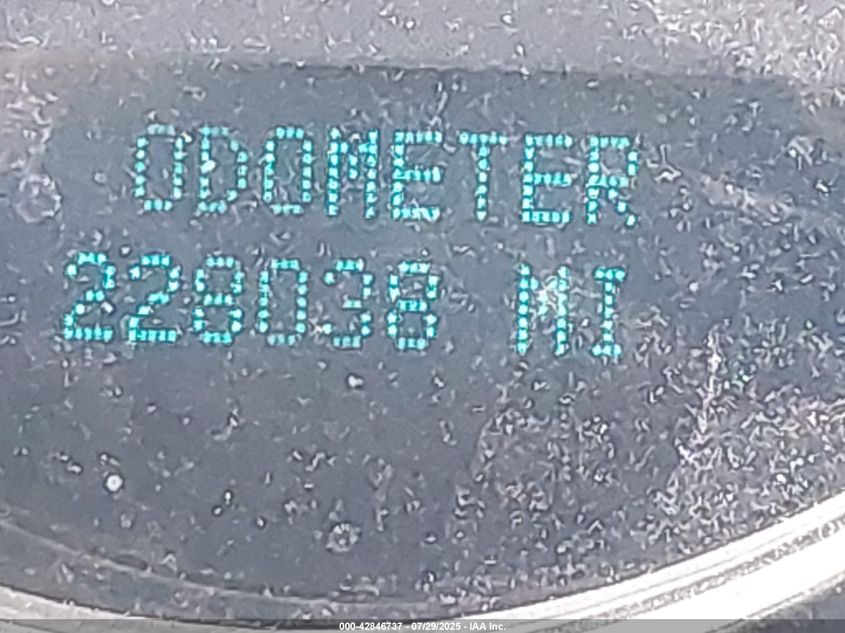 ODOMETER
228038 MI
000-42846737 - 07/29/2025 - IAA Inc.